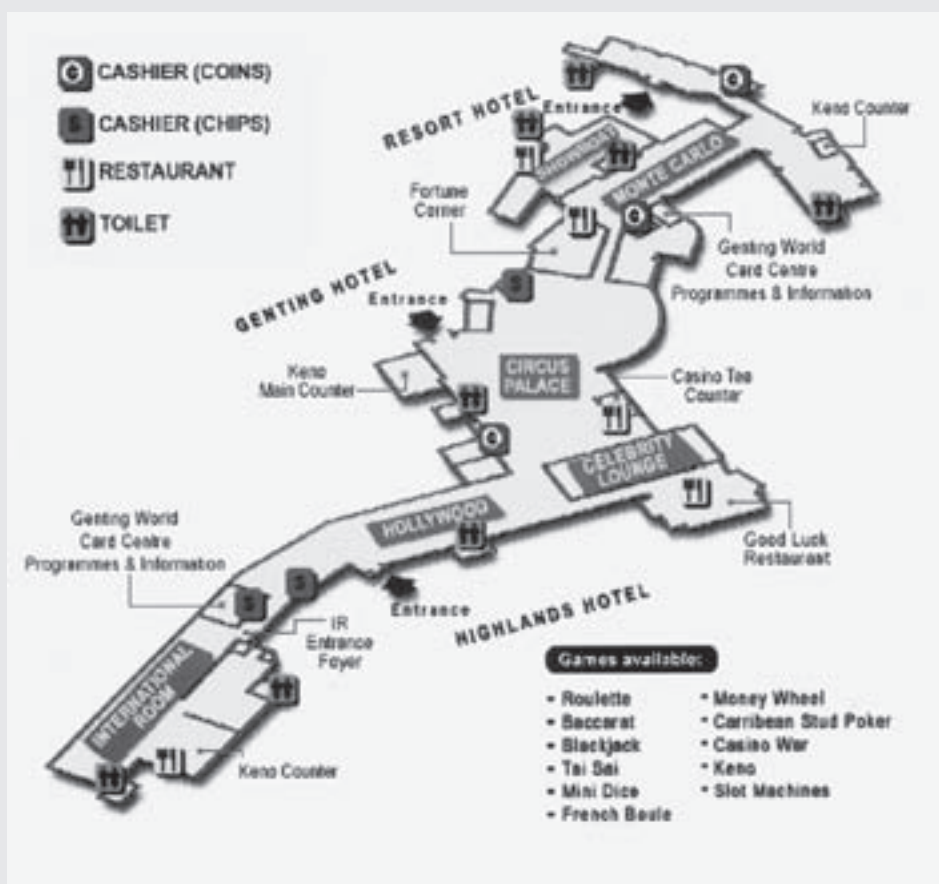 CASHIER (COINS)
CASHIER (CHIPS)
RESTAURANT
TOILET
RESORT HOTEL
Entrance
Keno Counter
SHOWBOAT
MONTE CARLO
Fortune
Corner
Genting World
Card Centre
Programmes & Information
GENTING HOTEL
Entrance
Keno
Main Counter
CIRCUS
PALACE
Casino Tea
Counter
CELEBRITY
LOUNGE
HOLLYWOOD
Good Luck
Restaurant
Genting World
Card Centre
Programmes & Information
Entrance
HIGHLANDS HOTEL
IR
Entrance
Foyer
INTERNATIONAL
ROOM
Keno Counter
Games available:
- Roulette
- Baccarat
- Blackjack
- Tai Sai
- Mini Dice
- French Boule
- Money Wheel
- Carribean Stud Poker
- Casino War
- Keno
- Slot Machines